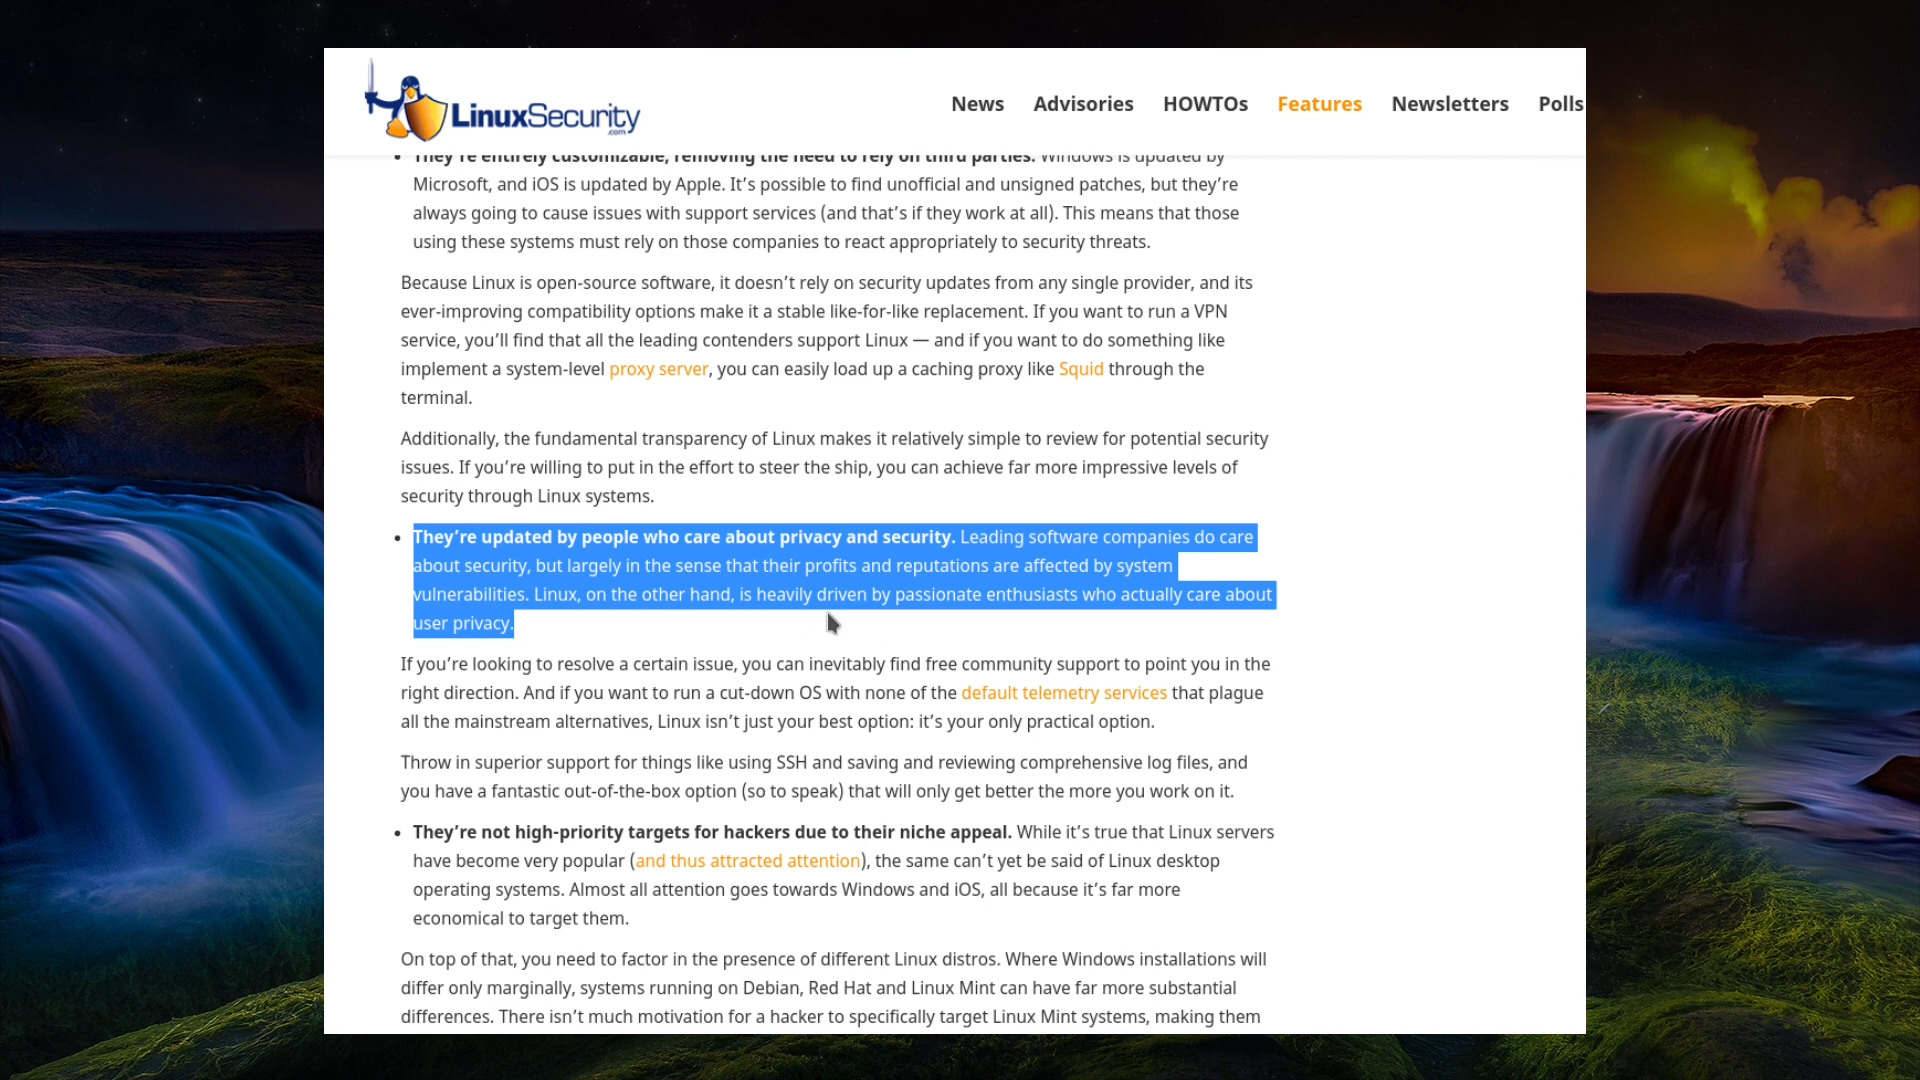 LinuxSecurity
.com
News Advisories HOWTOs Features Newsletters Polls
• They're entirely customizable, removing the need to rely on third parties. Windows is updated by
Microsoft, and iOS is updated by Apple. It’s possible to find unofficial and unsigned patches, but they’re
always going to cause issues with support services (and that’s if they work at all). This means that those
using these systems must rely on those companies to react appropriately to security threats.
Because Linux is open-source software, it doesn’t rely on security updates from any single provider, and its
ever-improving compatibility options make it a stable like-for-like replacement. If you want to run a VPN
service, you’ll find that all the leading contenders support Linux — and if you want to do something like
implement a system-level proxy server, you can easily load up a caching proxy like Squid through the
terminal.
Additionally, the fundamental transparency of Linux makes it relatively simple to review for potential security
issues. If you’re willing to put in the effort to steer the ship, you can achieve far more impressive levels of
security through Linux systems.
• They’re updated by people who care about privacy and security. Leading software companies do care
about security, but largely in the sense that their profits and reputations are affected by system
vulnerabilities. Linux, on the other hand, is heavily driven by passionate enthusiasts who actually care about
user privacy.
If you’re looking to resolve a certain issue, you can inevitably find free community support to point you in the
right direction. And if you want to run a cut-down OS with none of the default telemetry services that plague
all the mainstream alternatives, Linux isn’t just your best option: it’s your only practical option.
Throw in superior support for things like using SSH and saving and reviewing comprehensive log files, and
you have a fantastic out-of-the-box option (so to speak) that will only get better the more you work on it.
• They’re not high-priority targets for hackers due to their niche appeal. While it’s true that Linux servers
have become very popular (and thus attracted attention), the same can’t yet be said of Linux desktop
operating systems. Almost all attention goes towards Windows and iOS, all because it’s far more
economical to target them.
On top of that, you need to factor in the presence of different Linux distros. Where Windows installations will
differ only marginally, systems running on Debian, Red Hat and Linux Mint can have far more substantial
differences. There isn’t much motivation for a hacker to specifically target Linux Mint systems, making them